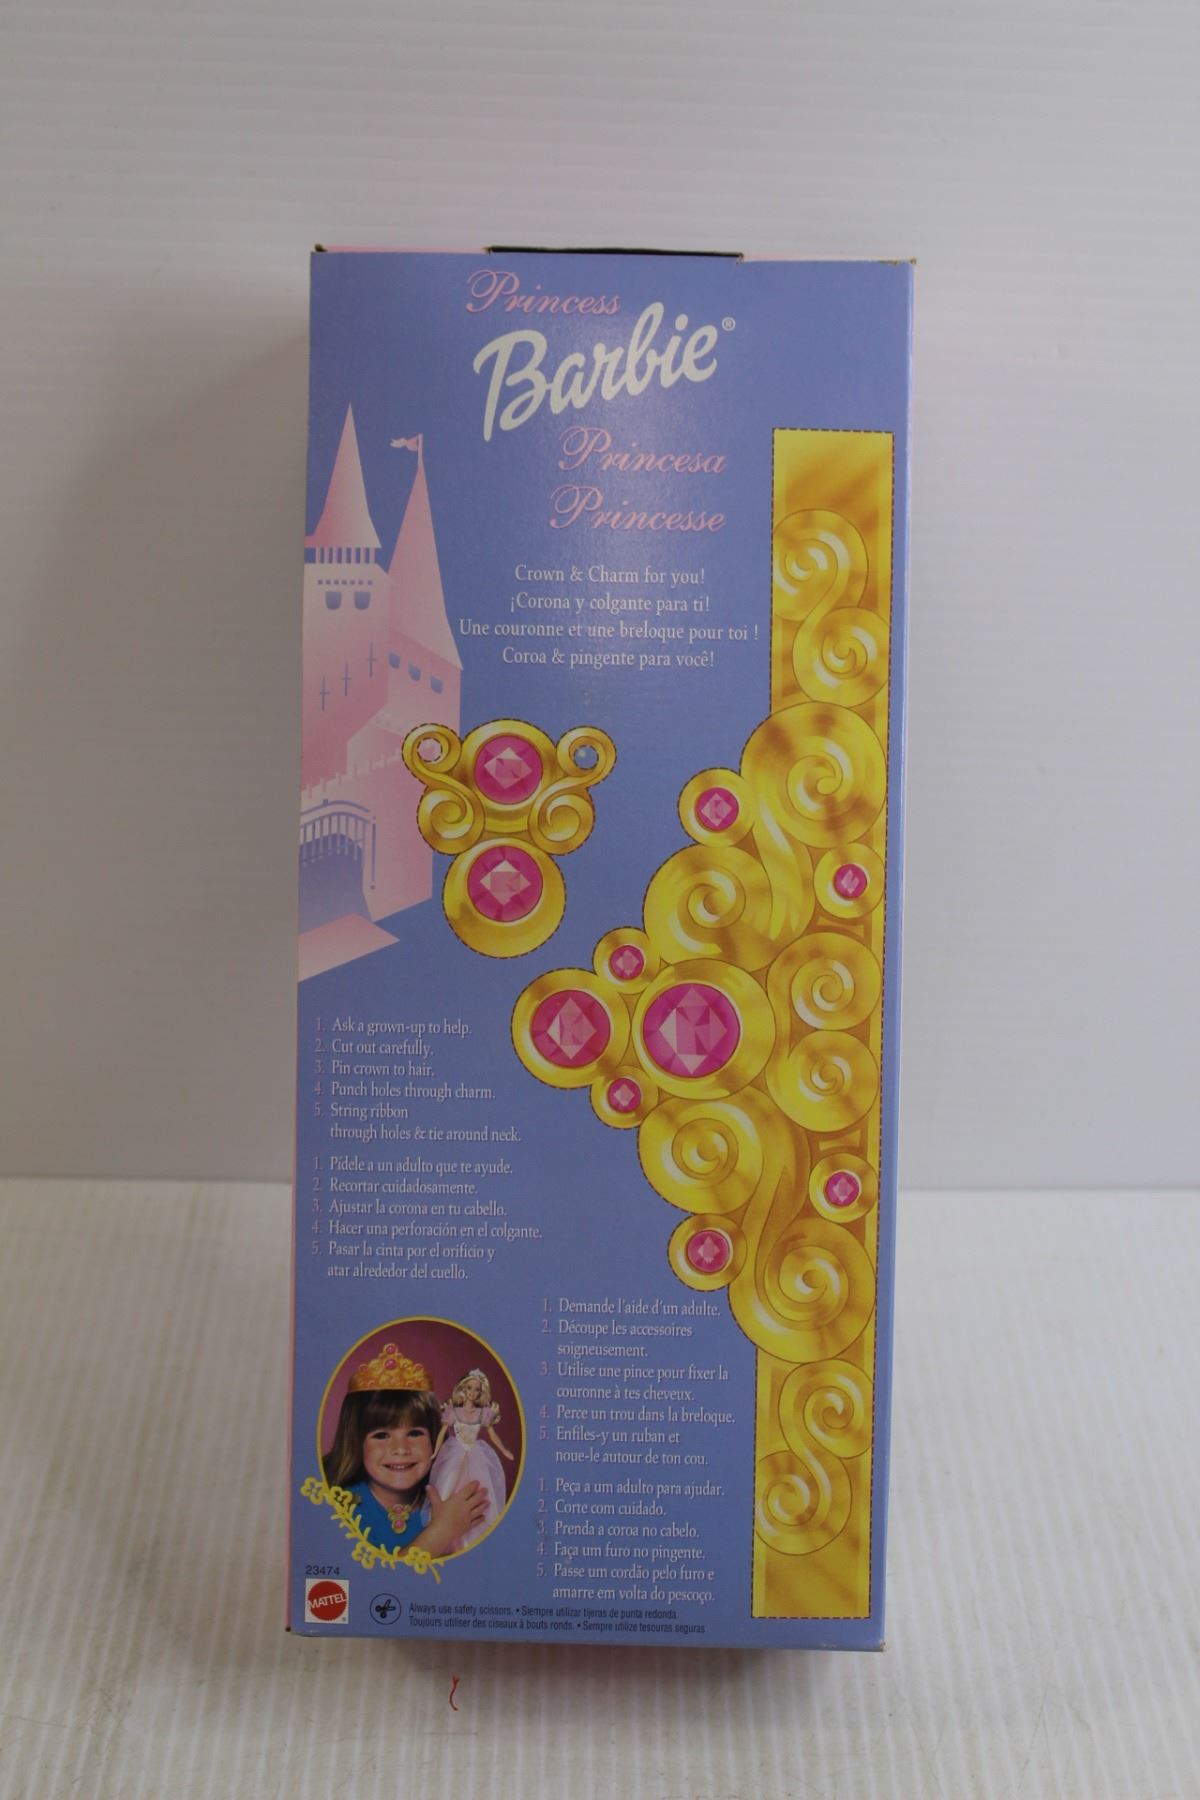 Princess
Barbie®
Princesa
Princesse
Crown & Charm for you!
¡Corona y colgante para ti!
Une couronne et une breloque pour toi !
Coroa & pingente para você!
1. Ask a grown-up to help.
2. Cut out carefully.
3. Pin crown to hair.
4. Punch holes through charm.
5. String ribbon
through holes & tie around neck.
1. Pídele a un adulto que te ayude.
2. Recortar cuidadosamente.
3. Ajustar la corona en tu cabello.
4. Hacer una perforación en el colgante.
5. Pasar la cinta por el orificio y
atar alrededor del cuello.
1. Demande l'aide d'un adulte.
2. Découpe les accessoires
soigneusement.
3. Utilise une pince pour fixer la
couronne à tes cheveux.
4. Perce un trou dans la breloque.
5. Enfiles-y un ruban et
noue-le autour de ton cou.
1. Peça a um adulto para ajudar.
2. Corte com cuidado.
3. Prenda a coroa no cabelo.
4. Faça um furo no pingente.
5. Passe um cordão pelo furo e
amarre em volta do pescoço.
23474
MATTEL
Always use safety scissors. • Siempre utilizar tijeras de punta redonda.
Toujours utiliser des ciseaux à bouts ronds. • Sempre utilize tesouras seguras